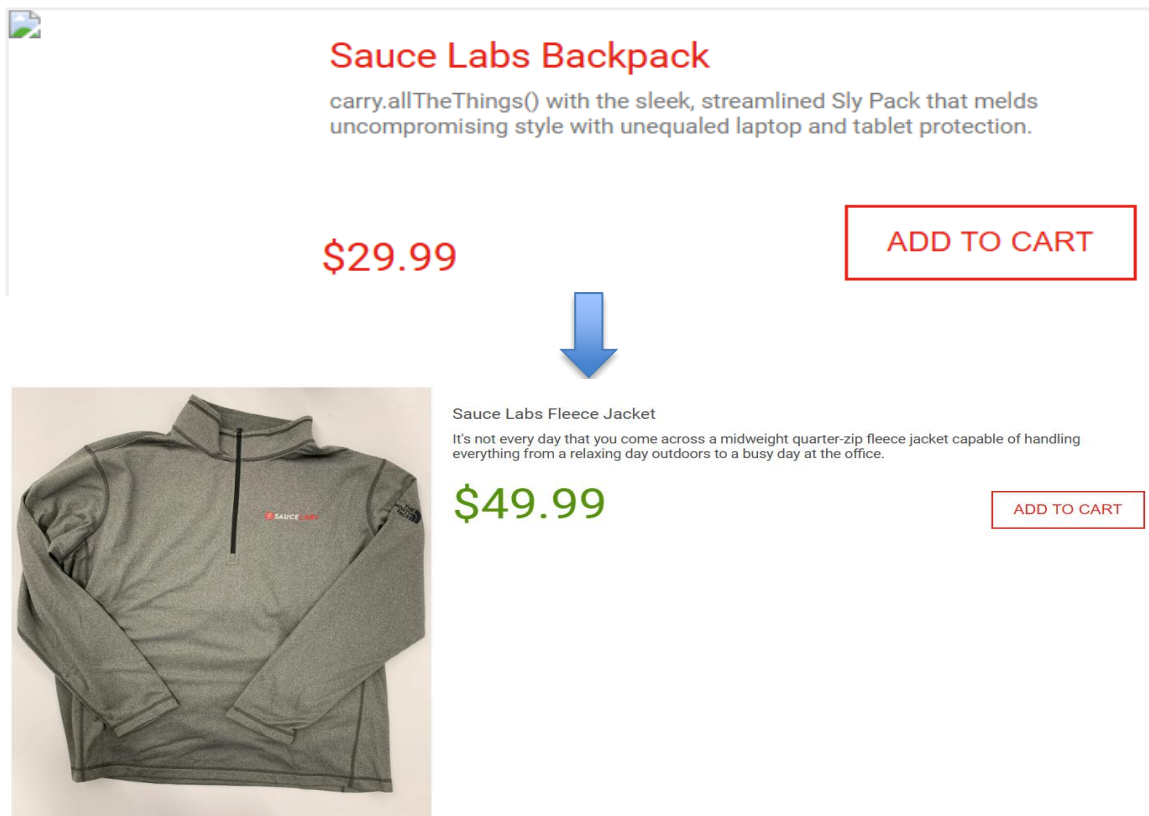 Sauce Labs Backpack
carry.allTheThings() with the sleek, streamlined Sly Pack that melds
uncompromising style with unequaled laptop and tablet protection.
$29.99
ADD TO CART
Sauce Labs Fleece Jacket
It's not every day that you come across a midweight quarter-zip fleece jacket capable of handling
everything from a relaxing day outdoors to a busy day at the office.
$49.99
ADD TO CART
SAUCE LABS
THE
NORTH
FACE